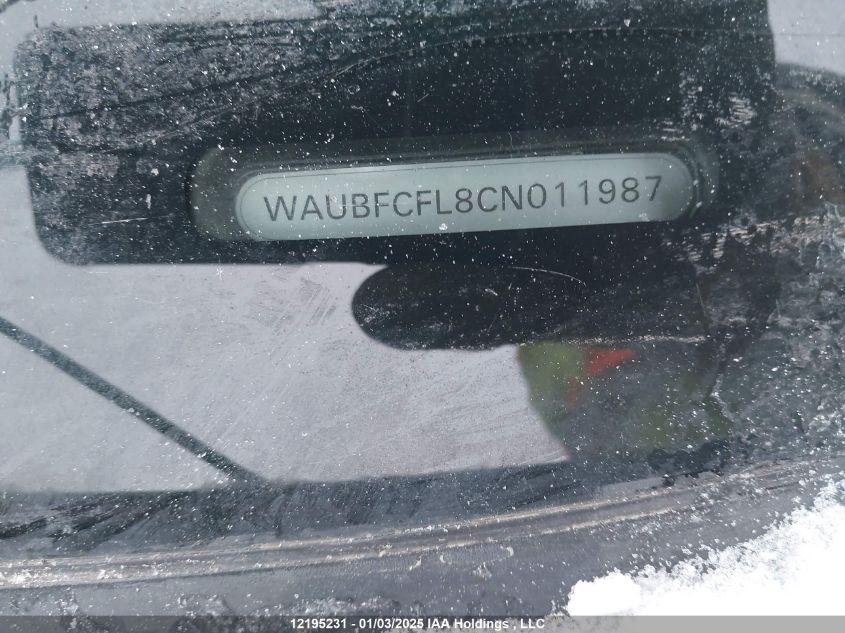 WAUBFCFL8CN011987
12195231 - 01/03/2025 IAA Holdings , LLC